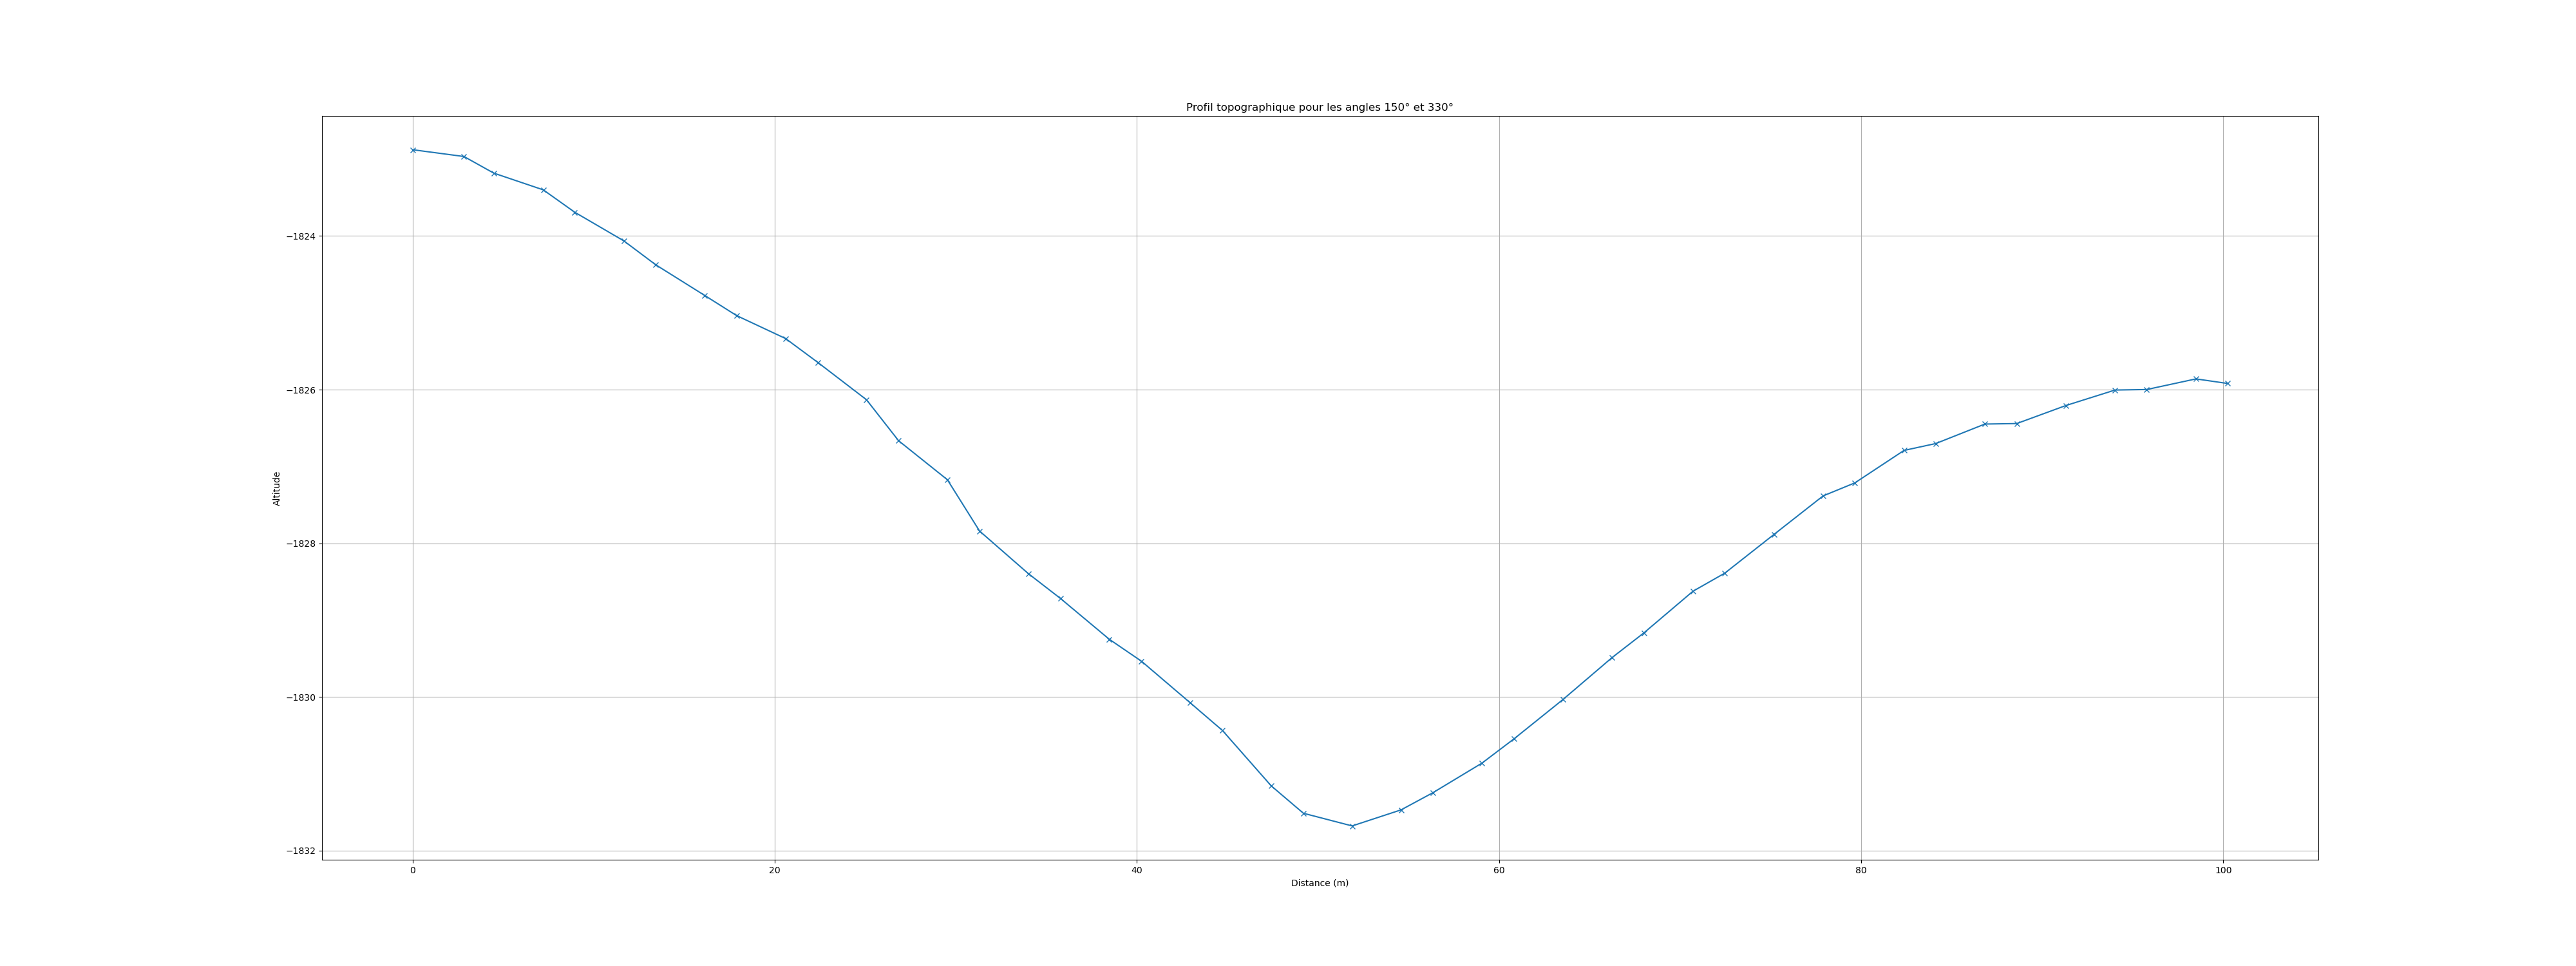 Profil topographique pour les angles 150° et 330°
Altitude
−1824
−1826
−1828
−1830
−1832
0 20 40 60 80 100
Distance (m)